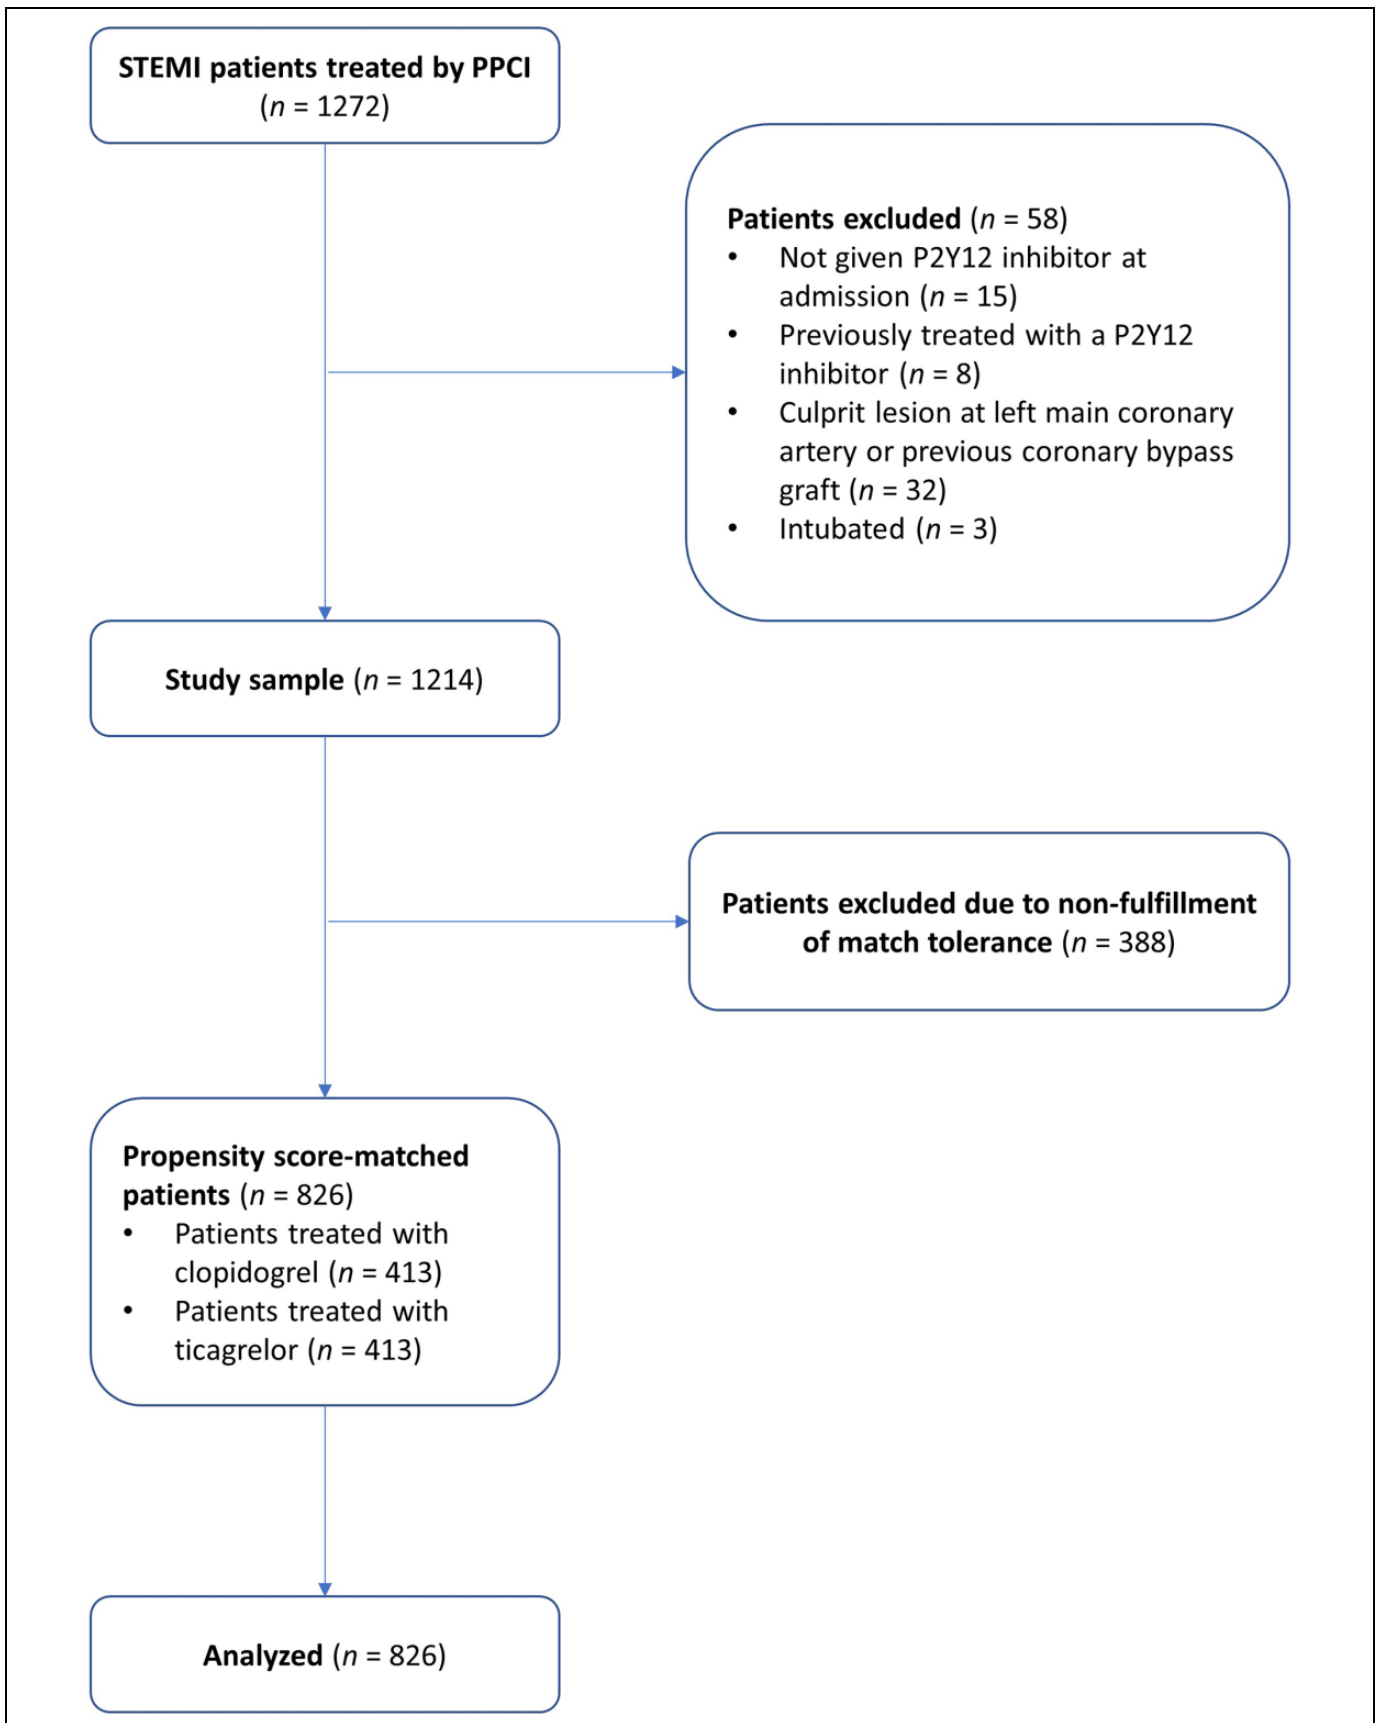 STEMI patients treated by PPCI
(n = 1272)
Patients excluded (n = 58)
• Not given P2Y12 inhibitor at
admission (n = 15)
• Previously treated with a P2Y12
inhibitor (n = 8)
• Culprit lesion at left main coronary
artery or previous coronary bypass
graft (n = 32)
• Intubated (n = 3)
Study sample (n = 1214)
Patients excluded due to non-fulfillment
of match tolerance (n = 388)
Propensity score-matched
patients (n = 826)
• Patients treated with
clopidogrel (n = 413)
• Patients treated with
ticagrelor (n = 413)
Analyzed (n = 826)